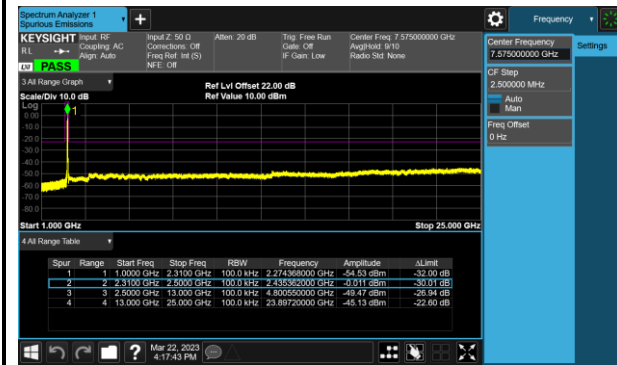 Spectrum Analyzer 1
Spurious Emissions
Frequency
KEYSIGHT
Input: RF
Coupling: AC
Align: Auto
Input Z: 50 Ω
Corrections: Off
Freq Ref: Int (S)
NFE: Off
Atten: 20 dB
Trig: Free Run
Gate: Off
IF Gain: Low
Center Freq: 7.575000000 GHz
Avg|Hold: 9/10
Radio Std: None
RL
LXI PASS
Center Frequency
7.575000000 GHz
Settings
CF Step
2.500000 MHz
Auto
Man
Freq Offset
0 Hz
3 All Range Graph
Scale/Div 10.0 dB
Ref Lvl Offset 22.00 dB
Ref Value 10.00 dBm
Log
1
0.00
-10.0
-20.0
-30.0
-40.0
-50.0
-60.0
-70.0
-80.0
Start 1.000 GHz Stop 25.000 GHz
4 All Range Table
Spur Range Start Freq Stop Freq RBW Frequency Amplitude ΔLimit
1 1 1.0000 GHz 2.3100 GHz 100.0 kHz 2.274368000 GHz -54.53 dBm -32.00 dB
2 2 2.3100 GHz 2.5000 GHz 100.0 kHz 2.435362000 GHz -0.011 dBm -30.01 dB
3 3 2.5000 GHz 13.000 GHz 100.0 kHz 4.800550000 GHz -49.47 dBm -26.94 dB
4 4 13.000 GHz 25.000 GHz 100.0 kHz 23.89720000 GHz -45.13 dBm -22.60 dB
?
Mar 22, 2023
4:17:43 PM